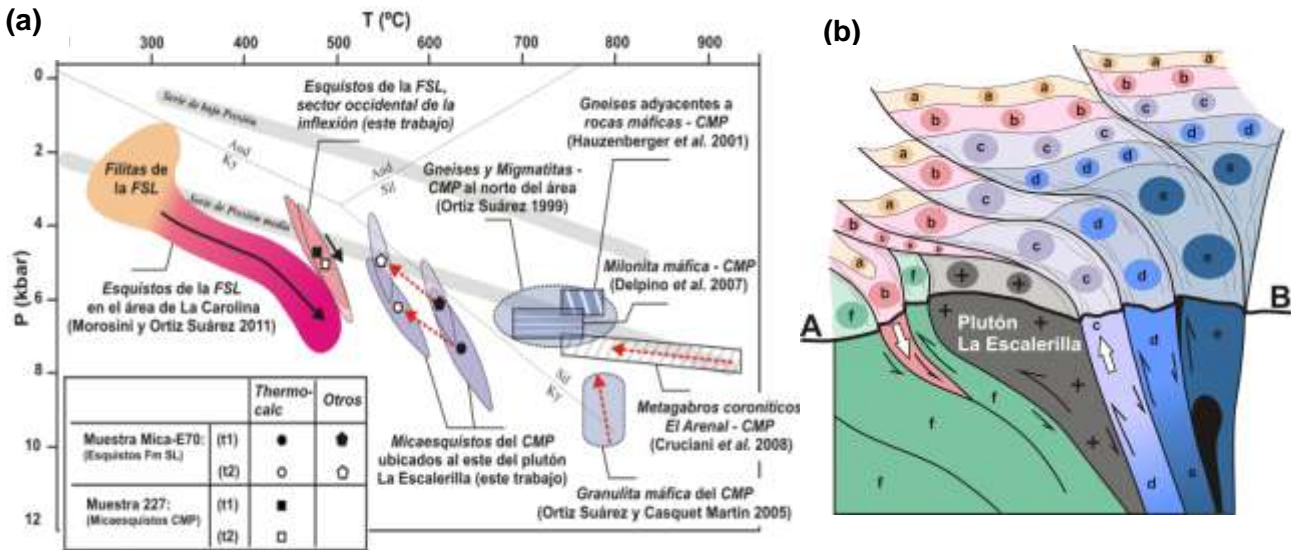 (a)
T (ºC)
300 400 500 600 700 800 900
P (kbar)
0
2
4
6
8
10
12
Serie de baja Presión
Serie de Presión media
And
Ky
And
Sil
Ky
Filitas de
la FSL
Esquistos de la FSL,
sector occidental de la
inflexión (este trabajo)
Gneises adyacentes a
rocas máficas - CMP
(Hauzenberger et al. 2001)
Gneises y Migmatitas -
CMP al norte del área
(Ortiz Suárez 1999)
Milonita máfica - CMP
(Delpino et al. 2007)
Esquistos de la FSL
en el área de La Carolina
(Morosini y Ortiz Suárez 2011)
Metagabros coroníticos
El Arenal - CMP
(Cruciani et al. 2008)
Micaesquistos del CMP
ubicados al este del plutón
La Escalerilla (este trabajo)
Granulita máfica del CMP
(Ortiz Suárez y Casquet Martín 2005)
Thermo-
calc
Otros
Muestra Mica-E70:
(Esquistos Fm SL)
(t1)
(t2)
Muestra 227:
(Micaesquistos CMP)
(t1)
(t2)
(b)
a a
b b
a a a c c
b b b d d d
c c c e
a b d d d e
a b c d e
b c d e
a f c
f b
A B
Plutón
La Escalerilla
c d e
f f
f d e